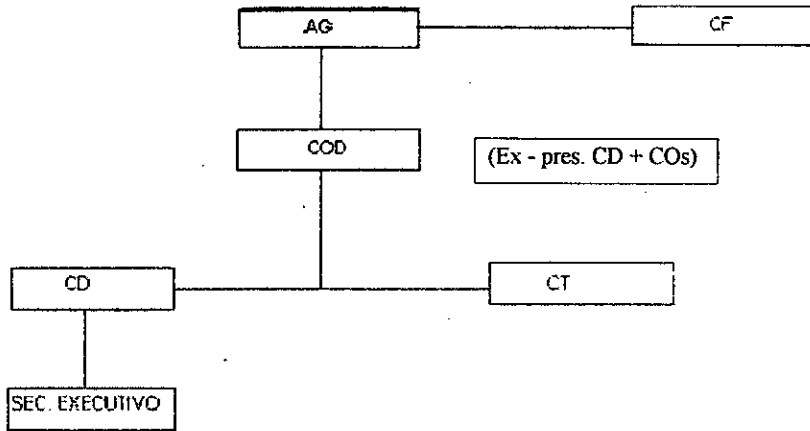 AG
CF
COD
(Ex - pres. CD + COs)
CD
CT
SEC. EXECUTIVO